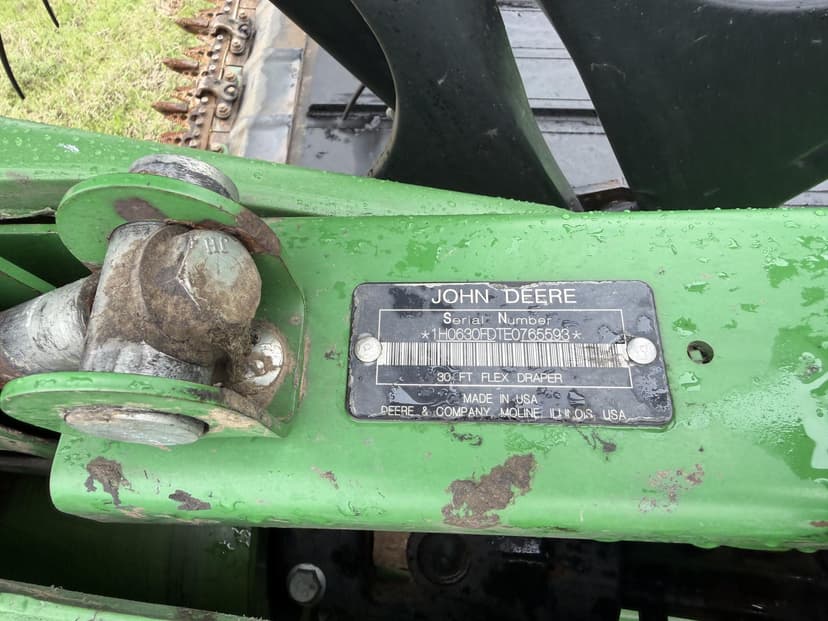 JOHN DEERE
Serial Number
*1H0630FDTE0765593*
30 FT FLEX DRAPER
MADE IN USA
DEERE & COMPANY, MOLINE, ILLINOIS, USA